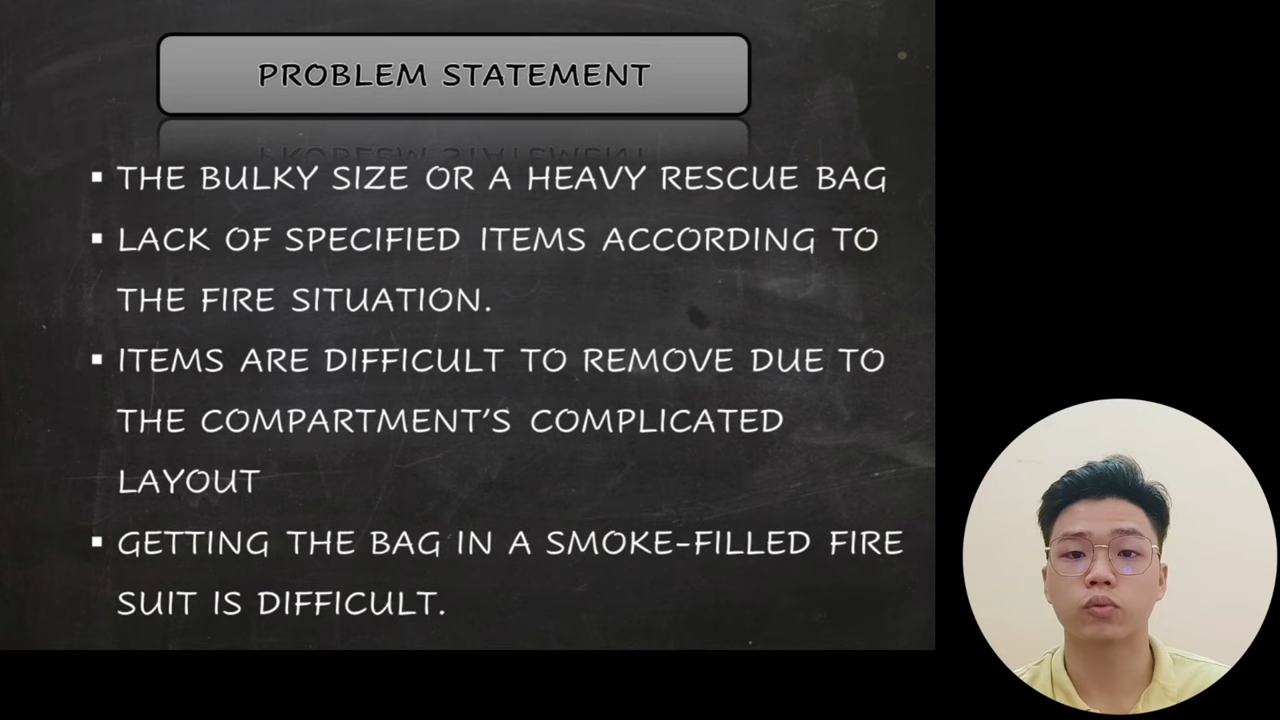 PROBLEM STATEMENT
THE BULKY SIZE OR A HEAVY RESCUE BAG
LACK OF SPECIFIED ITEMS ACCORDING TO
THE FIRE SITUATION.
ITEMS ARE DIFFICULT TO REMOVE DUE TO
THE COMPARTMENT'S COMPLICATED
LAYOUT
GETTING THE BAG IN A SMOKE-FILLED FIRE
SUIT IS DIFFICULT.